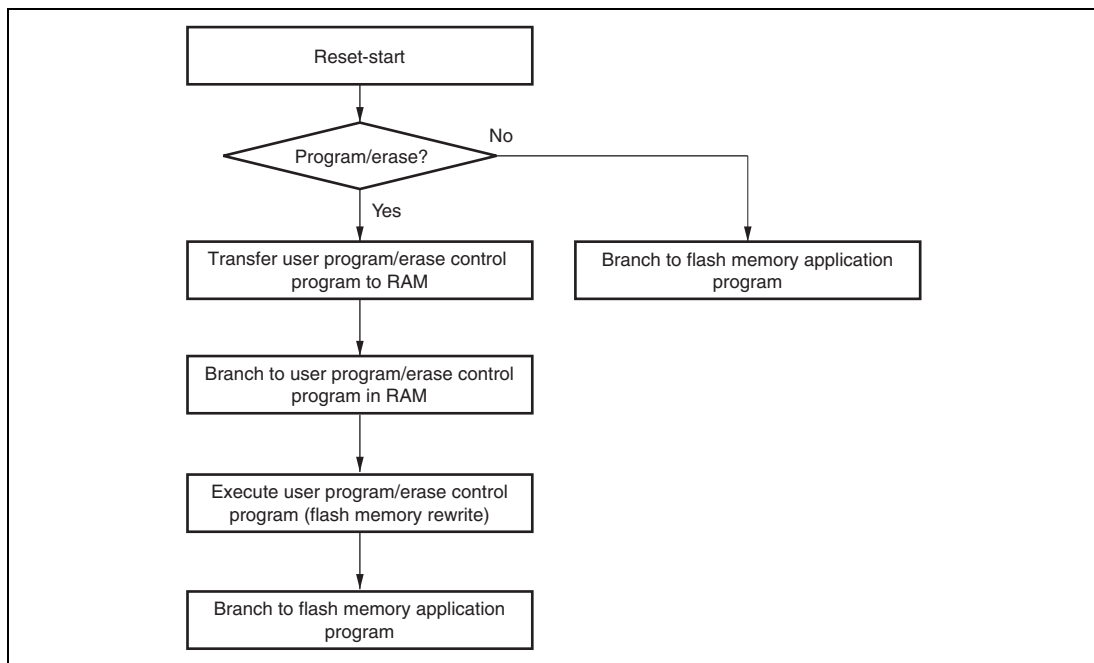 Reset-start
Program/erase?
No
Yes
Transfer user program/erase control
program to RAM
Branch to flash memory application
program
Branch to user program/erase control
program in RAM
Execute user program/erase control
program (flash memory rewrite)
Branch to flash memory application
program